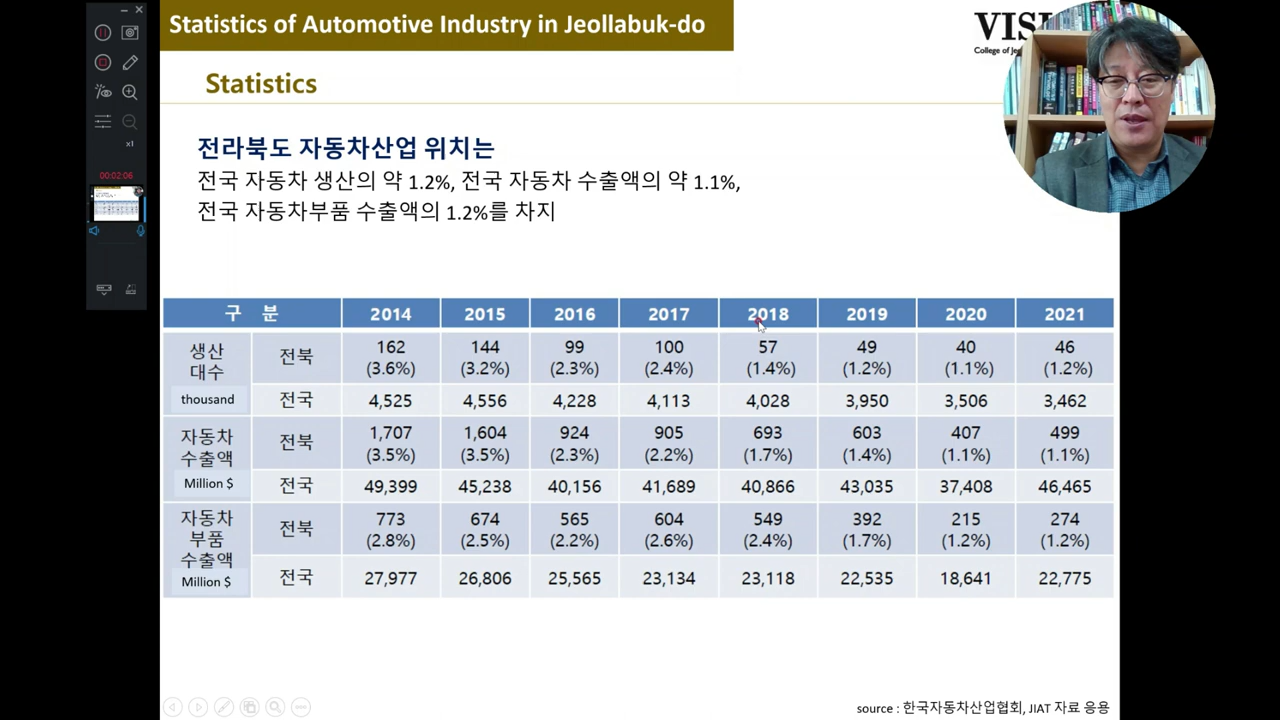 Statistics of Automotive Industry in Jeollabuk-do
VISI
College of Jeo
Statistics
x1
00:02:06
전라북도 자동차산업 위치는
전국 자동차 생산의 약 1.2%, 전국 자동차 수출액의 약 1.1%,
전국 자동차부품 수출액의 1.2%를 차지
구 분 2014 2015 2016 2017 2018 2019 2020 2021
생산 대수 전북 162 144 99 100 57 49 40 46
(3.6%) (3.2%) (2.3%) (2.4%) (1.4%) (1.2%) (1.1%) (1.2%)
thousand 전국 4,525 4,556 4,228 4,113 4,028 3,950 3,506 3,462
자동차 수출액 전북 1,707 1,604 924 905 693 603 407 499
(3.5%) (3.5%) (2.3%) (2.2%) (1.7%) (1.4%) (1.1%) (1.1%)
Million $ 전국 49,399 45,238 40,156 41,689 40,866 43,035 37,408 46,465
자동차 부품 수출액 전북 773 674 565 604 549 392 215 274
(2.8%) (2.5%) (2.2%) (2.6%) (2.4%) (1.7%) (1.2%) (1.2%)
Million $ 전국 27,977 26,806 25,565 23,134 23,118 22,535 18,641 22,775
source : 한국자동차산업협회, JIAT 자료 응용